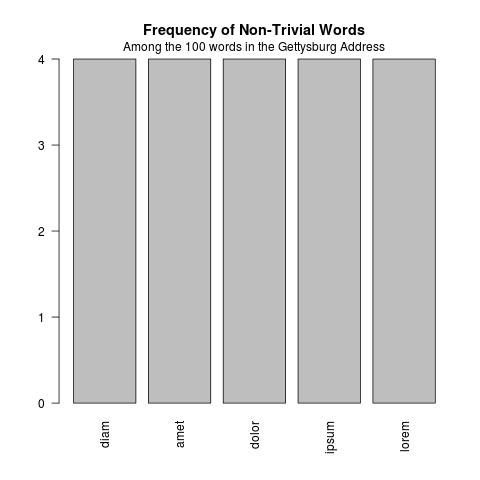 Frequency of Non-Trivial Words
Among the 100 words in the Gettysburg Address
4
3
2
1
0
diam
amet
dolor
ipsum
lorem